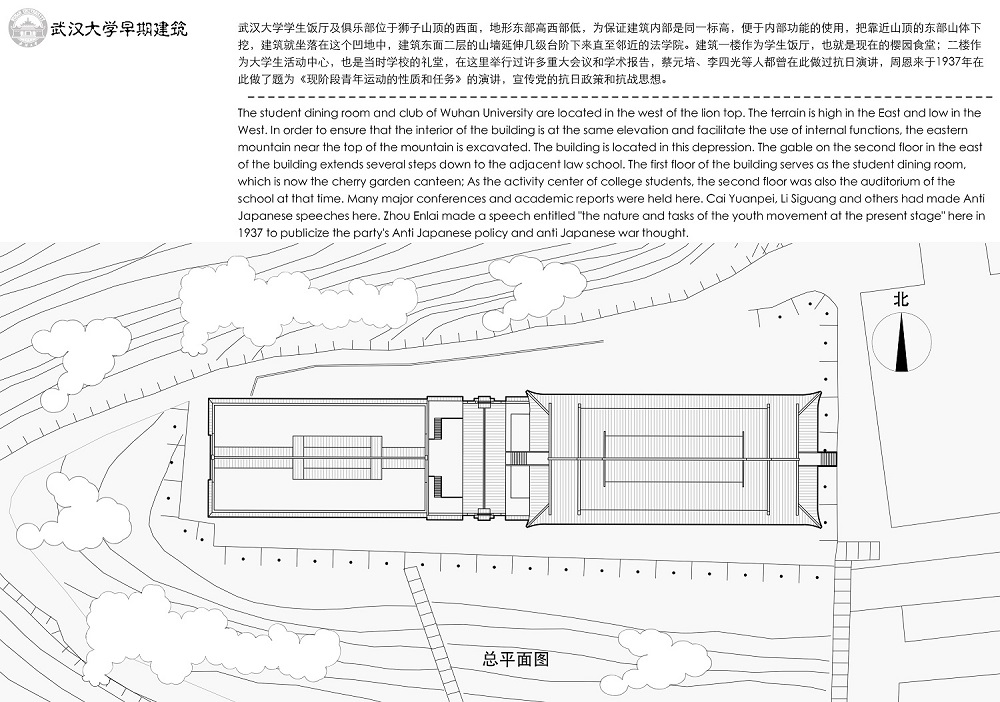 武汉大学早期建筑
武汉大学学生饭厅及俱乐部位于狮子山顶的西面，地形东部高西部低，为保证建筑内部是同一标高，便于内部功能的使用，把靠近山顶的东部山体下
挖，建筑就坐落在这个凹地中，建筑东面二层的山墙延伸几级台阶下来直至邻近的法学院。建筑一楼作为学生饭厅，也就是现在的樱园食堂；二楼作
为大学生活动中心，也是当时学校的礼堂，在这里举行过许多重大会议和学术报告，蔡元培、李四光等人都曾在此做过抗日演讲，周恩来于1937年在
此做了题为《现阶段青年运动的性质和任务》的演讲，宣传党的抗日政策和抗战思想。
The student dining room and club of Wuhan University are located in the west of the lion top. The terrain is high in the East and low in the
West. In order to ensure that the interior of the building is at the same elevation and facilitate the use of internal functions, the eastern
mountain near the top of the mountain is excavated. The building is located in this depression. The gable on the second floor in the east
of the building extends several steps down to the adjacent law school. The first floor of the building serves as the student dining room,
which is now the cherry garden canteen; As the activity center of college students, the second floor was also the auditorium of the
school at that time. Many major conferences and academic reports were held here. Cai Yuanpei, Li Siguang and others had made Anti
Japanese speeches here. Zhou Enlai made a speech entitled "the nature and tasks of the youth movement at the present stage" here in
1937 to publicize the party's Anti Japanese policy and anti Japanese war thought.
北
总平面图